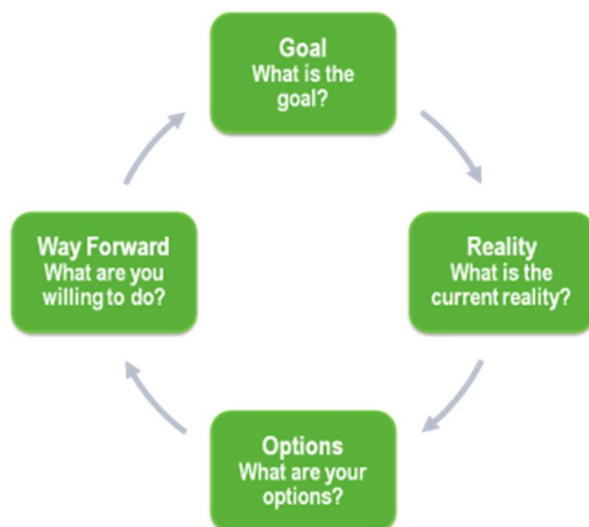 Goal
What is the
goal?
Reality
What is the
current reality?
Options
What are your
options?
Way Forward
What are you
willing to do?